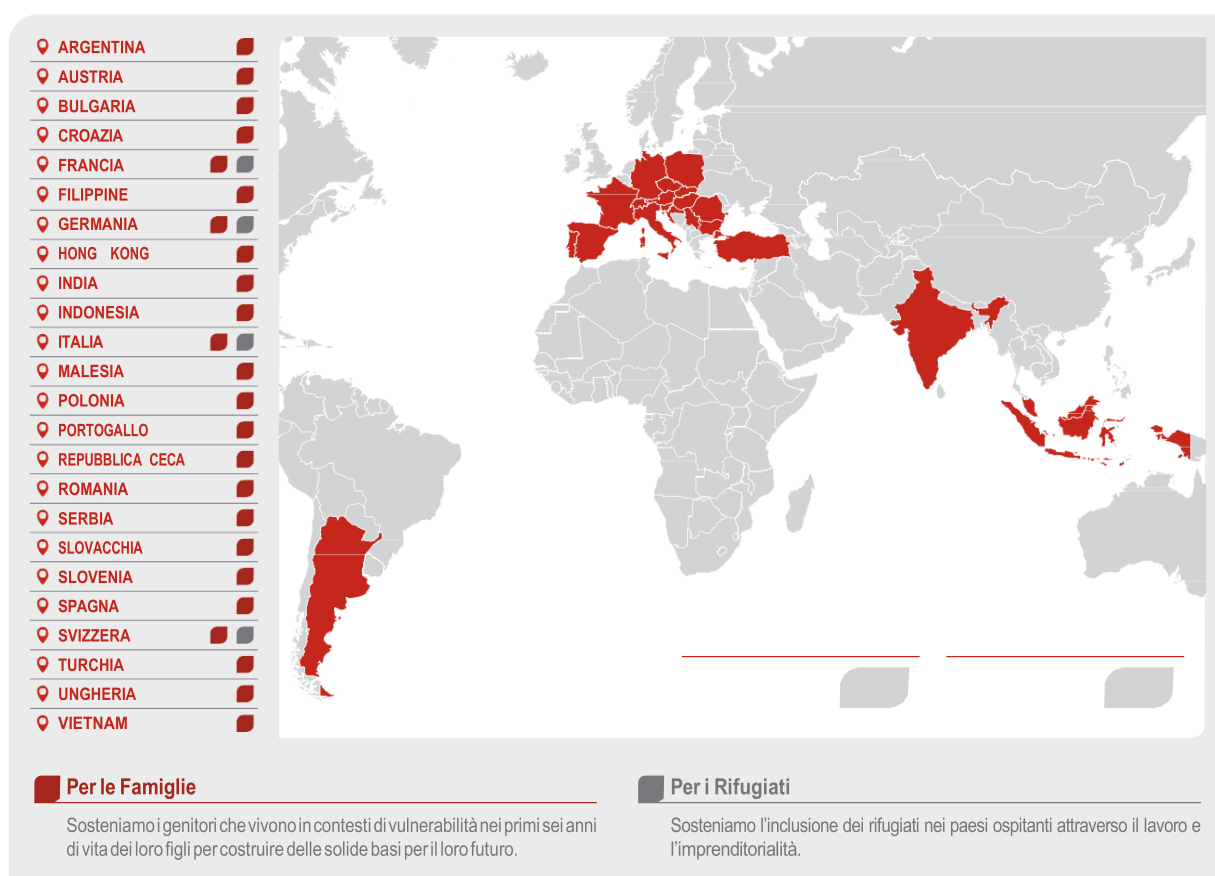 ARGENTINA
AUSTRIA
BULGARIA
CROAZIA
FRANCIA
FILIPPINE
GERMANIA
HONG KONG
INDIA
INDONESIA
ITALIA
MALESIA
POLONIA
PORTOGALLO
REPUBBLICA CECA
ROMANIA
SERBIA
SLOVACCHIA
SLOVENIA
SPAGNA
SVIZZERA
TURCHIA
UNGHERIA
VIETNAM
Per le Famiglie
Sosteniamo i genitori che vivono in contesti di vulnerabilità nei primi sei anni
di vita dei loro figli per costruire delle solide basi per il loro futuro.
Per i Rifugiati
Sosteniamo l’inclusione dei rifugiati nei paesi ospitanti attraverso il lavoro e
l’imprenditorialità.